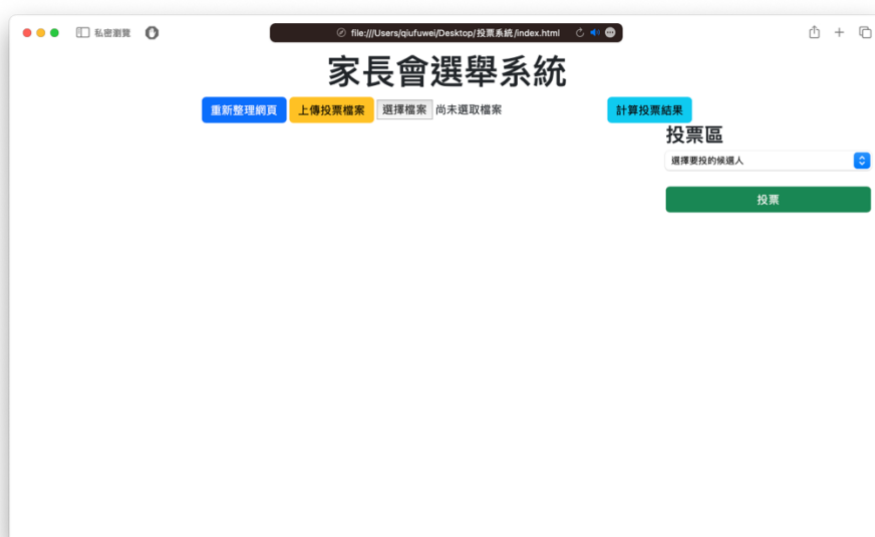 私密瀏覽 file:///Users/qiufuwei/Desktop/投票系統/index.html
家長會選舉系統
重新整理網頁 上傳投票檔案 選擇檔案 尚未選取檔案 計算投票結果
投票區
選擇要投的候選人
投票